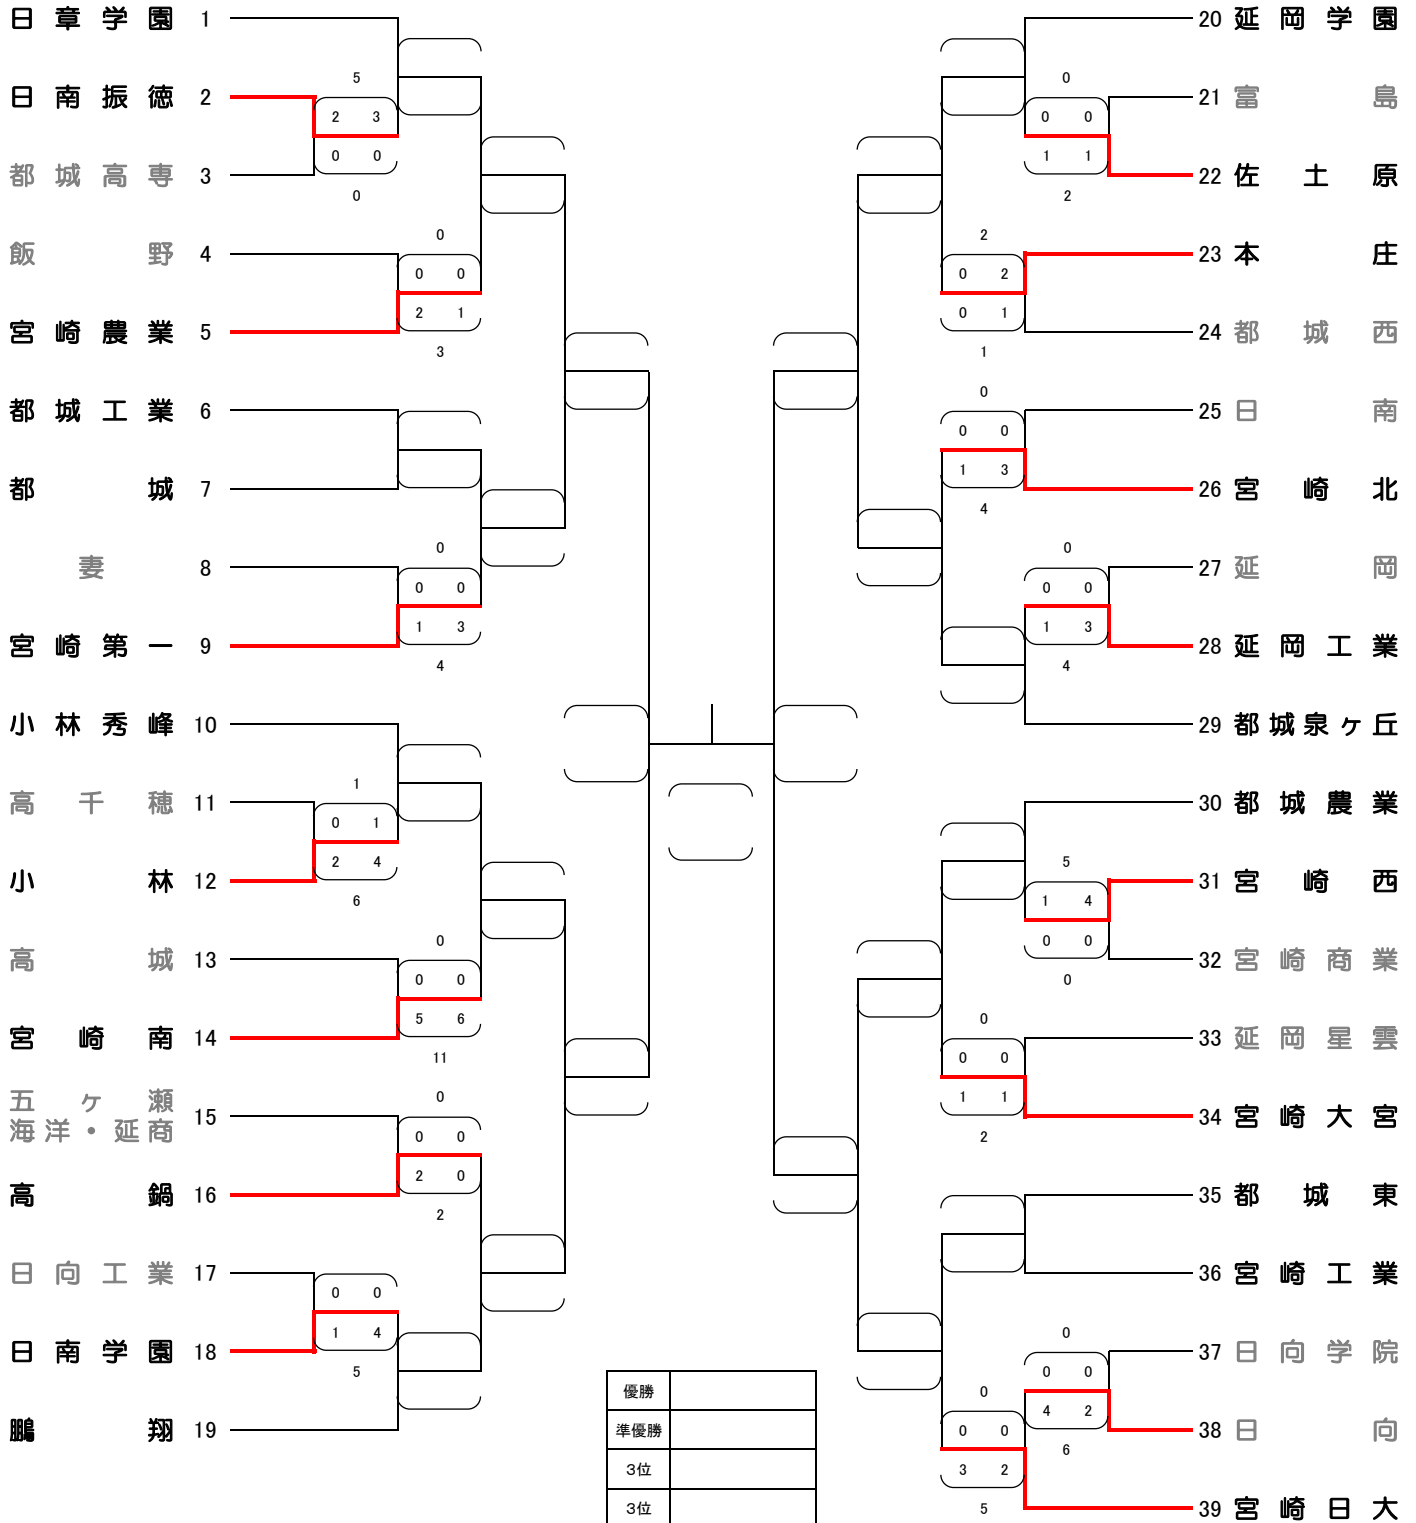 日章学園 1
5
日南振徳 2
2 3
0 0
都城高専 3
0
飯野 4
0
0 0
宮崎農業 5
2 1
3
都城工業 6
都城 7
妻 8
0
0 0
宮崎第一 9
1 3
4
小林秀峰 10
1
高千穂 11
0 1
小林 12
2 4
6
高城 13
0
0 0
宮崎南 14
5 6
11
五ヶ瀬
海洋・延商 15
0
0 0
高鍋 16
2 0
2
日向工業 17
0 0
日南学園 18
1 4
5
鵬翔 19
20 延岡学園
0
21 富島
0 0
1 1
22 佐土原
2
23 本庄
2
0 2
0 1
24 都城西
1
25 日南
0
0 0
26 宮崎北
1 3
4
27 延岡
0
0 0
28 延岡工業
1 3
4
29 都城泉ヶ丘
30 都城農業
5
31 宮崎西
1 4
0 0
32 宮崎商業
0
33 延岡星雲
0
0 0
34 宮崎大宮
1 1
2
35 都城東
36 宮崎工業
37 日向学院
0
0 0
38 日向
4 2
6
0
0 0
3 2
39 宮崎日大
5
優勝
準優勝
3位
3位